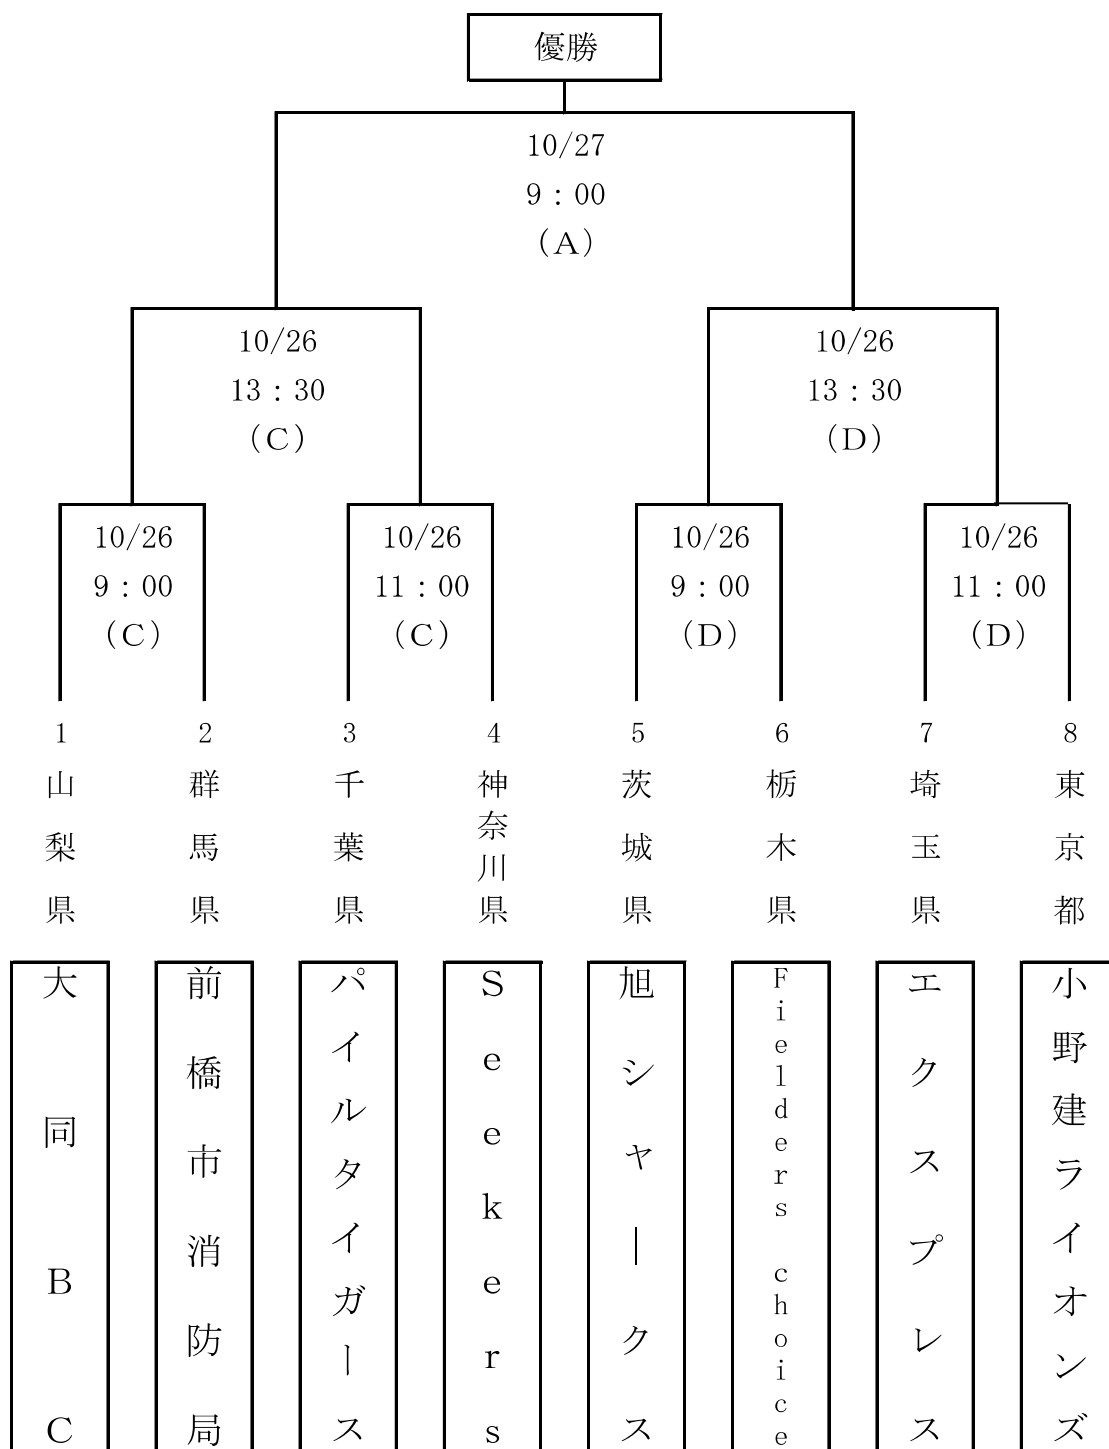 優勝
10/27
9：00
（A）
10/26
13：30
（C）
10/26
13：30
（D）
10/26
9：00
（C）
10/26
11：00
（C）
10/26
9：00
（D）
10/26
11：00
（D）
1
2
3
4
5
6
7
8
山梨県
群馬県
千葉県
神奈川県
茨城県
栃木県
埼玉県
東京都
大同BC
前橋市消防局
パイルタイガース
Seekers
旭シャークス
Fielders choice
エクスプレス
小野建ライオンズ